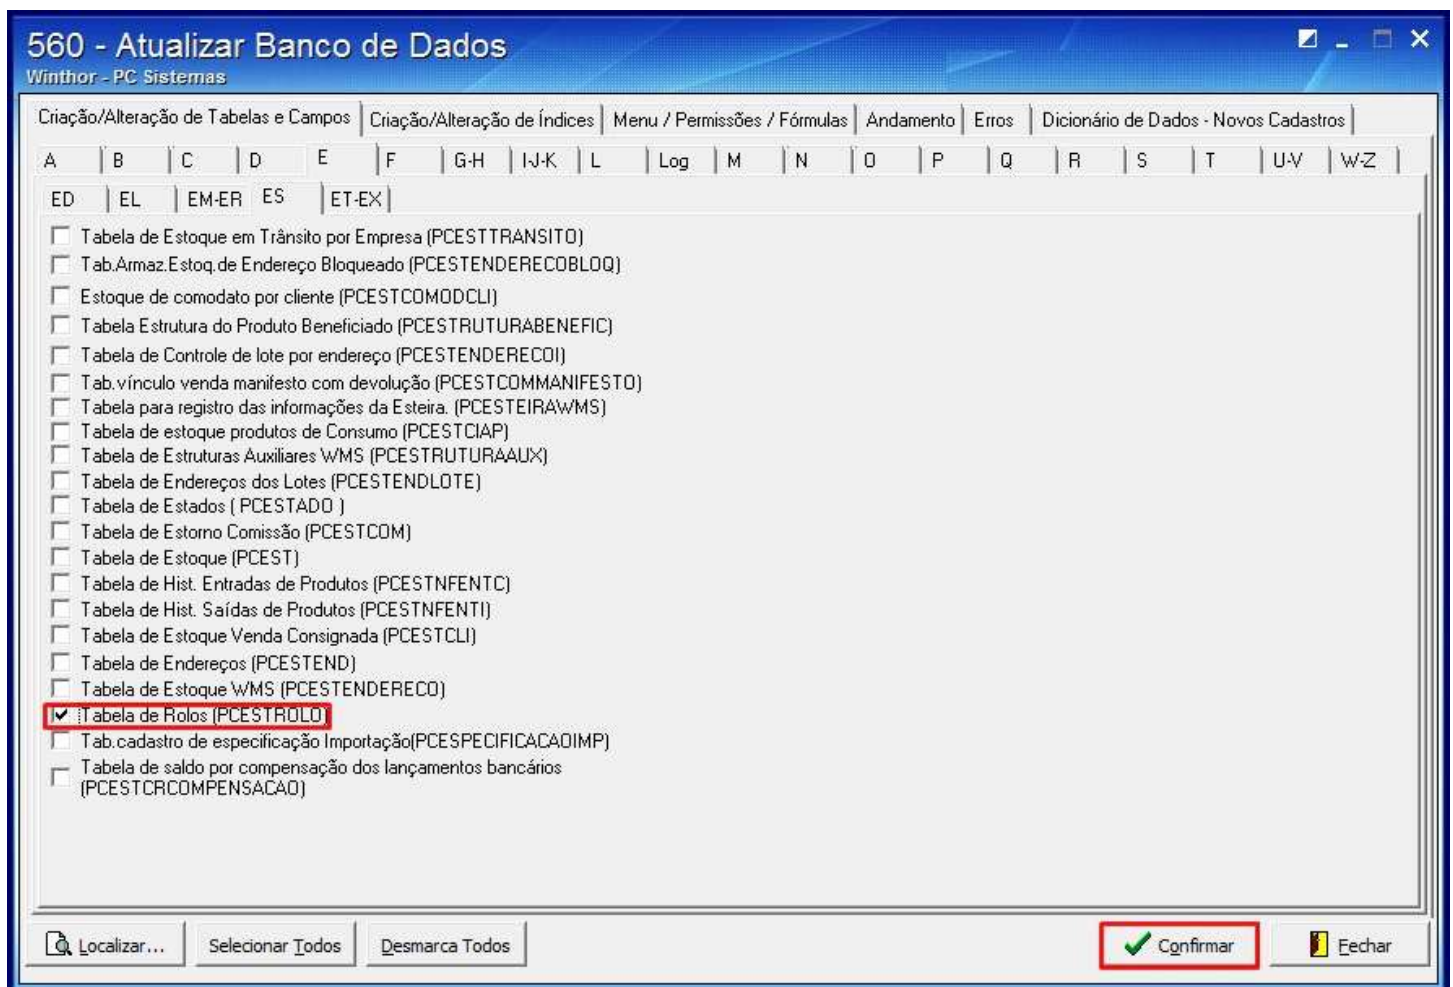 560 - Atualizar Banco de Dados
Winthor - PC Sistemas
Criação/Alteração de Tabelas e Campos Criação/Alteração de Índices Menu / Permissões / Fórmulas Andamento Erros Dicionário de Dados - Novos Cadastros
A B C D E F G-H I-J-K L Log M N O P Q R S T U-V W-Z
ED EL EM-ER ES ET-EX
Tabela de Estoque em Trânsito por Empresa (PCESTTRANSITO)
Tab.Armaz.Estoq.de Endereço Bloqueado (PCESTENDERECOBLOQ)
Estoque de comodato por cliente (PCESTCOMODCLI)
Tabela Estrutura do Produto Beneficiado (PCESTRUTURABENEFIC)
Tabela de Controle de lote por endereço (PCESTENDERECOI)
Tab.vínculo venda manifesto com devolução (PCESTCOMMANIFESTO)
Tabela para registro das informações da Esteira. (PCESTEIRAWMS)
Tabela de estoque produtos de Consumo (PCESTCIAP)
Tabela de Estruturas Auxiliares WMS (PCESTRUTURAAUX)
Tabela de Endereços dos Lotes (PCESTENDLOTE)
Tabela de Estados ( PCESTADO )
Tabela de Estorno Comissão (PCESTCOM)
Tabela de Estoque (PCEST)
Tabela de Hist. Entradas de Produtos (PCESTNFENTC)
Tabela de Hist. Saídas de Produtos (PCESTNFENTI)
Tabela de Estoque Venda Consignada (PCESTCLI)
Tabela de Endereços (PCESTEND)
Tabela de Estoque WMS (PCESTENDERECO)
Tabela de Rolos (PCESTROLO)
Tab.cadastro de especificação Importação(PCESPECIFICACAOIMP)
Tabela de saldo por compensação dos lançamentos bancários
(PCESTCRCOMPENSACAO)
Localizar... Selecionar Todos Desmarca Todos Confirmar Fechar